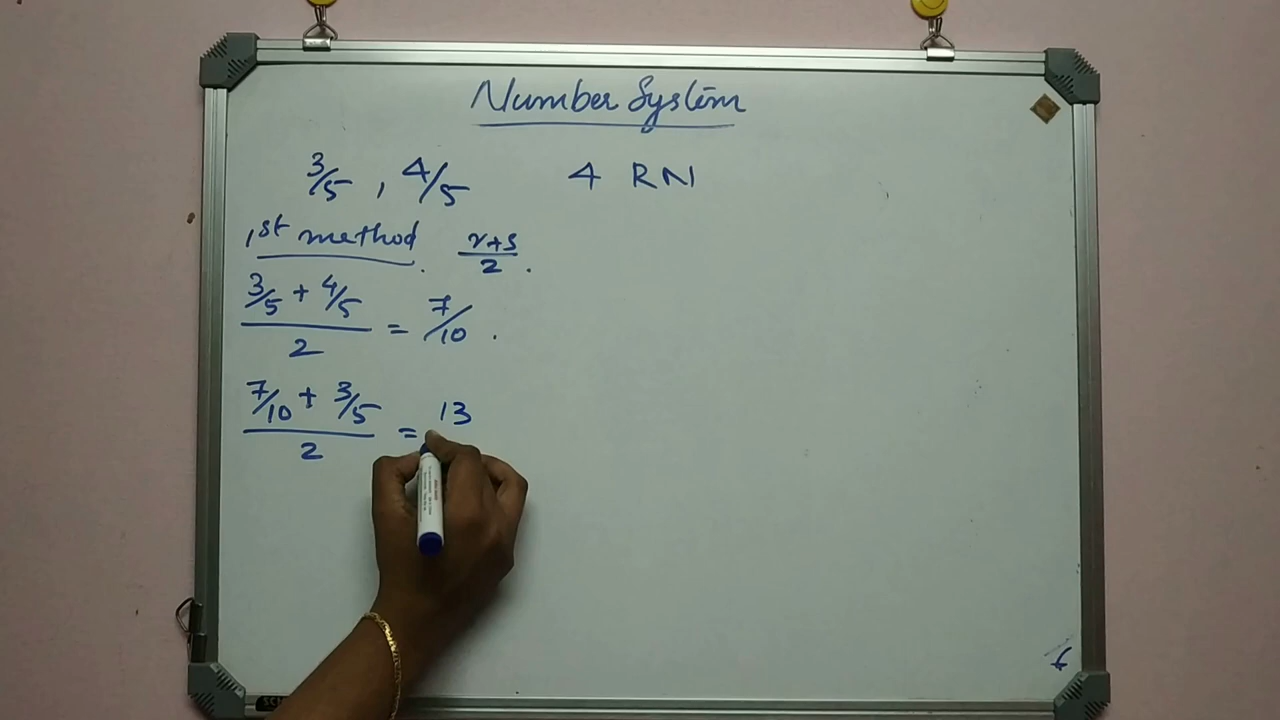 Number System
3/5 , 4/5 4 RN
1st method. r+s/2 .
3/5 + 4/5 / 2 = 7/10 .
7/10 + 3/5 / 2 = 13